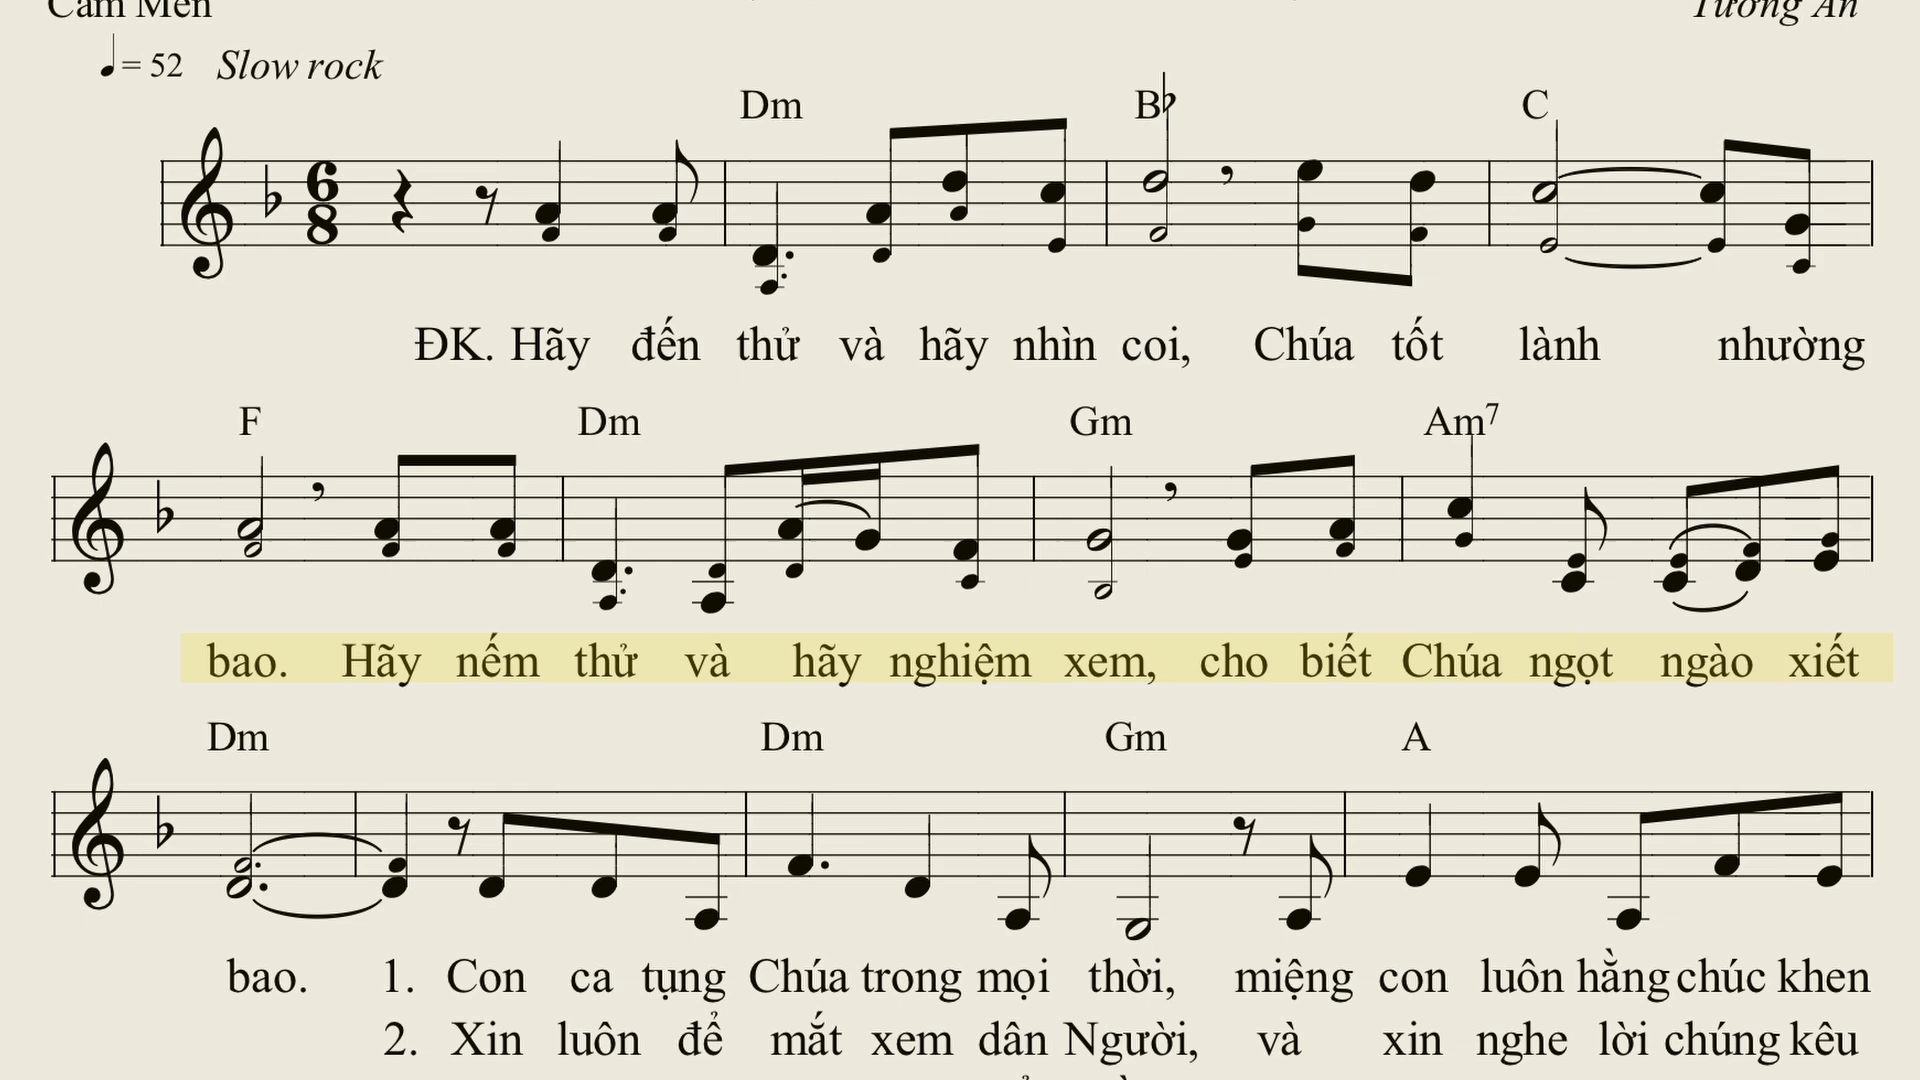 Cảm Mến
Tường Ân
= 52 Slow rock
Dm B♭ C
6
8
ĐK. Hãy đến thử và hãy nhìn coi, Chúa tốt lành nhường
F Dm Gm Am7
bao. Hãy nếm thử và hãy nghiệm xem, cho biết Chúa ngọt ngào xiết
Dm Dm Gm A
bao. 1. Con ca tụng Chúa trong mọi thời, miệng con luôn hằng chúc khen
2. Xin luôn để mắt xem dân Người, và xin nghe lời chúng kêu